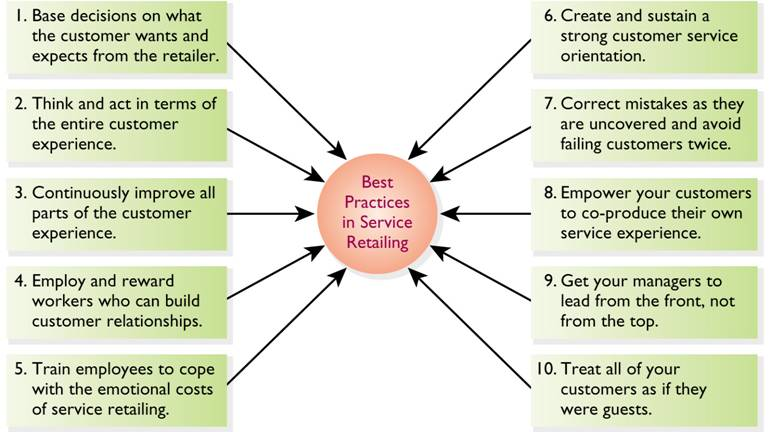 1. Base decisions on what
the customer wants and
expects from the retailer.
2. Think and act in terms of
the entire customer
experience.
3. Continuously improve all
parts of the customer
experience.
4. Employ and reward
workers who can build
customer relationships.
5. Train employees to cope
with the emotional costs
of service retailing.
Best
Practices
in Service
Retailing
6. Create and sustain a
strong customer service
orientation.
7. Correct mistakes as they
are uncovered and avoid
failing customers twice.
8. Empower your customers
to co-produce their own
service experience.
9. Get your managers to
lead from the front, not
from the top.
10. Treat all of your
customers as if they
were guests.